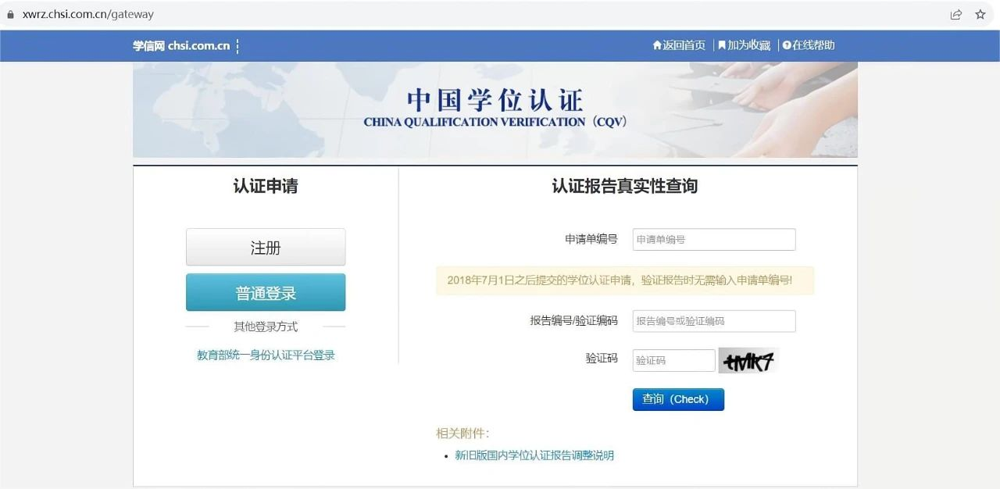 xwrz.chsi.com.cn/gateway
学信网 chsi.com.cn
返回首页 加为收藏 在线帮助
中国学位认证
CHINA QUALIFICATION VERIFICATION（CQV）
认证申请
注册
普通登录
其他登录方式
教育部统一身份认证平台登录
认证报告真实性查询
申请单编号 申请单编号
2018年7月1日之后提交的学位认证申请，验证报告时无需输入申请单编号!
报告编号/验证编码 报告编号或验证编码
验证码 验证码
查询（Check）
相关附件：
新旧版国内学位认证报告调整说明